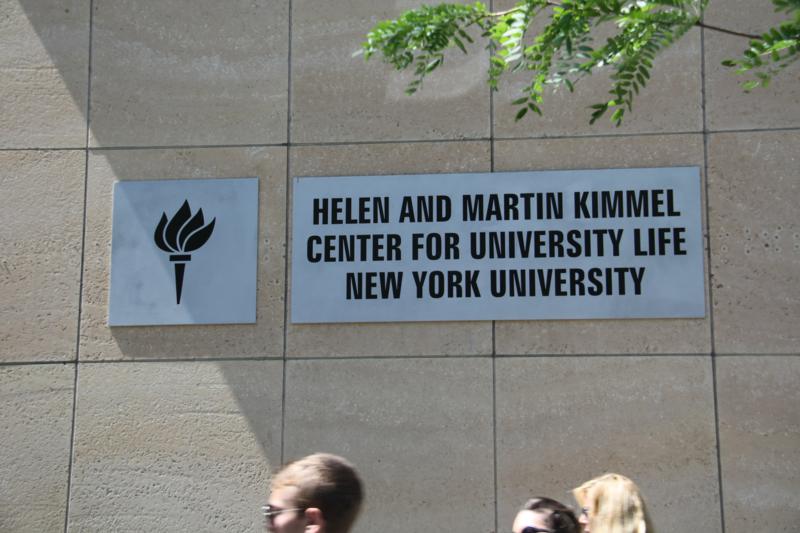 HELEN AND MARTIN KIMMEL
CENTER FOR UNIVERSITY LIFE
NEW YORK UNIVERSITY